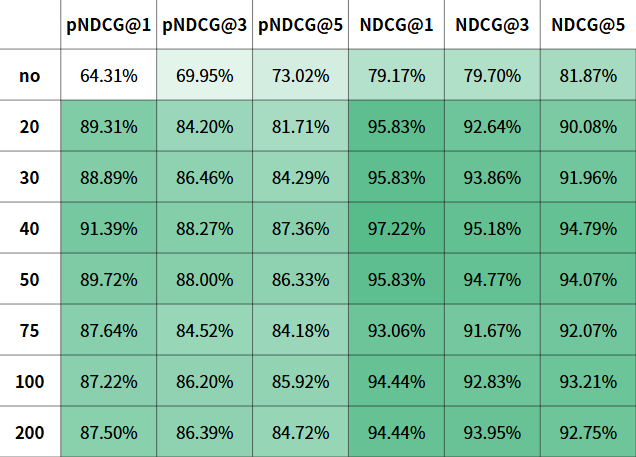 pNDCG@1 pNDCG@3 pNDCG@5 NDCG@1 NDCG@3 NDCG@5
no 64.31% 69.95% 73.02% 79.17% 79.70% 81.87%
20 89.31% 84.20% 81.71% 95.83% 92.64% 90.08%
30 88.89% 86.46% 84.29% 95.83% 93.86% 91.96%
40 91.39% 88.27% 87.36% 97.22% 95.18% 94.79%
50 89.72% 88.00% 86.33% 95.83% 94.77% 94.07%
75 87.64% 84.52% 84.18% 93.06% 91.67% 92.07%
100 87.22% 86.20% 85.92% 94.44% 92.83% 93.21%
200 87.50% 86.39% 84.72% 94.44% 93.95% 92.75%